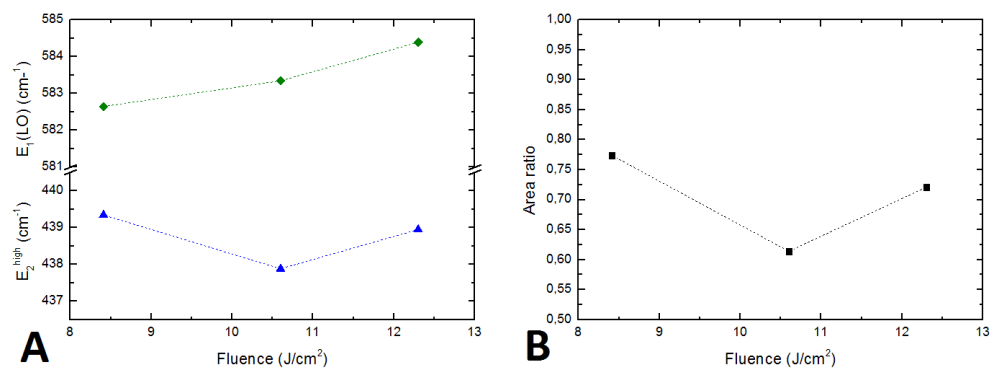 585
584
583
582
581
440
439
438
437
8 9 10 11 12 13
E1(LO) (cm-1)
E2high (cm-1)
Fluence (J/cm2)
A
1,00
0,95
0,90
0,85
0,80
0,75
0,70
0,65
0,60
0,55
0,50
8 9 10 11 12 13
Area ratio
Fluence (J/cm2)
B